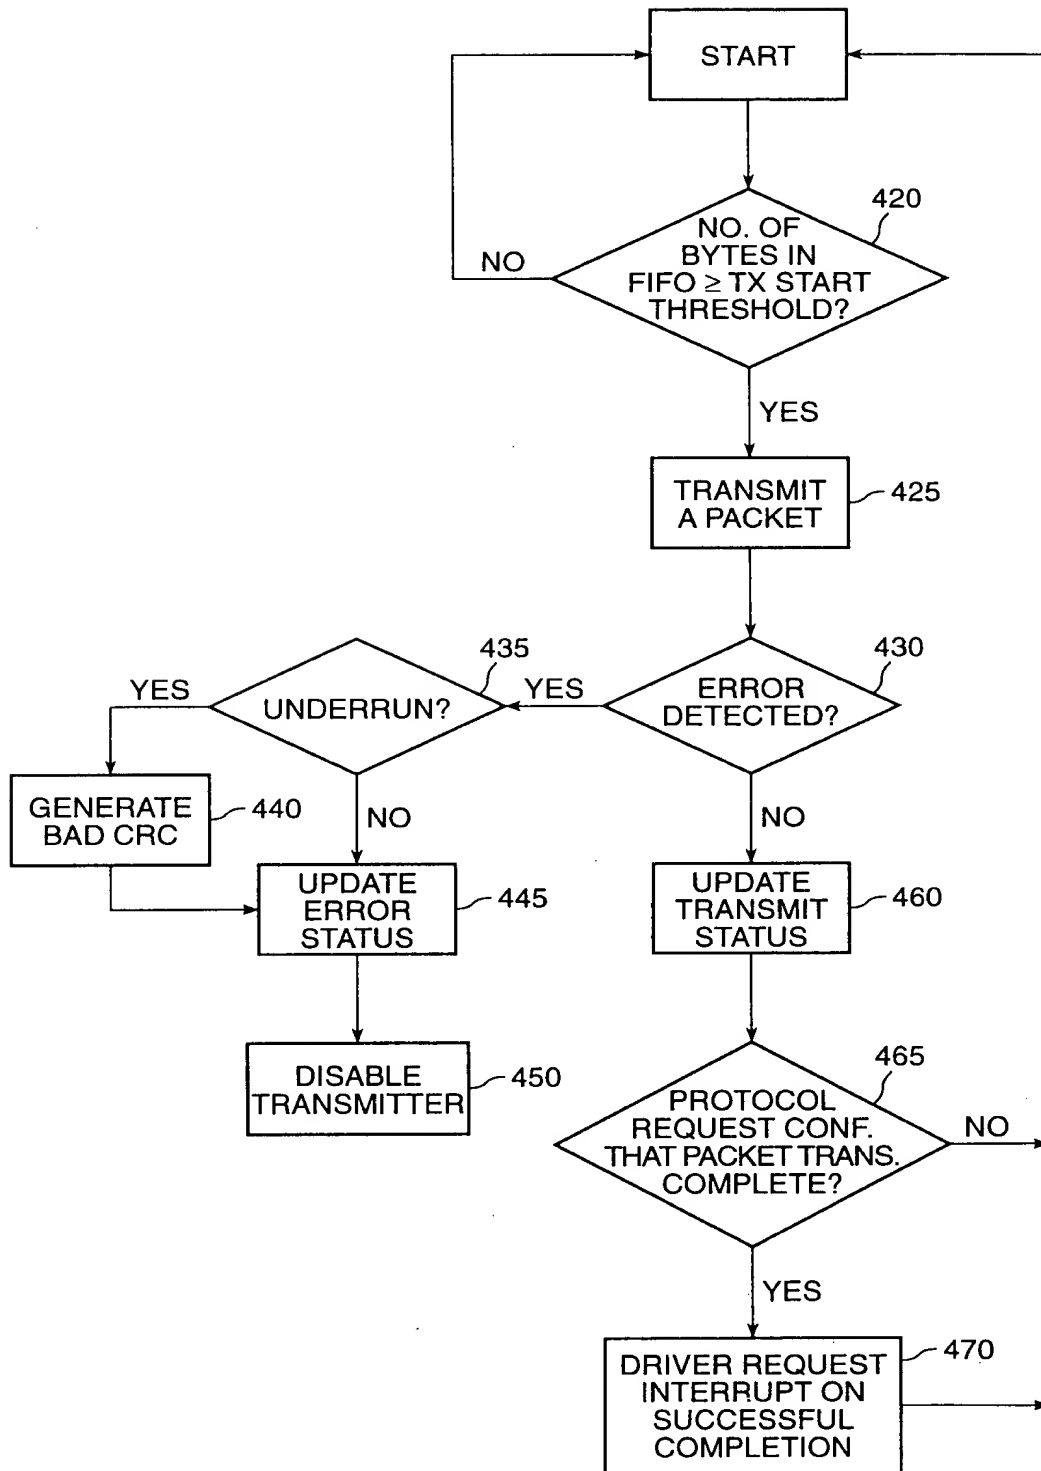 START
420
NO. OF
BYTES IN
FIFO ≥ TX START
THRESHOLD?
NO
YES
TRANSMIT
A PACKET
425
435
430
YES
UNDERRUN?
YES
ERROR
DETECTED?
GENERATE
BAD CRC
440
NO
NO
UPDATE
ERROR
STATUS
445
UPDATE
TRANSMIT
STATUS
460
DISABLE
TRANSMITTER
450
465
PROTOCOL
REQUEST CONF.
THAT PACKET TRANS.
COMPLETE?
NO
YES
DRIVER REQUEST
INTERRUPT ON
SUCCESSFUL
COMPLETION
470